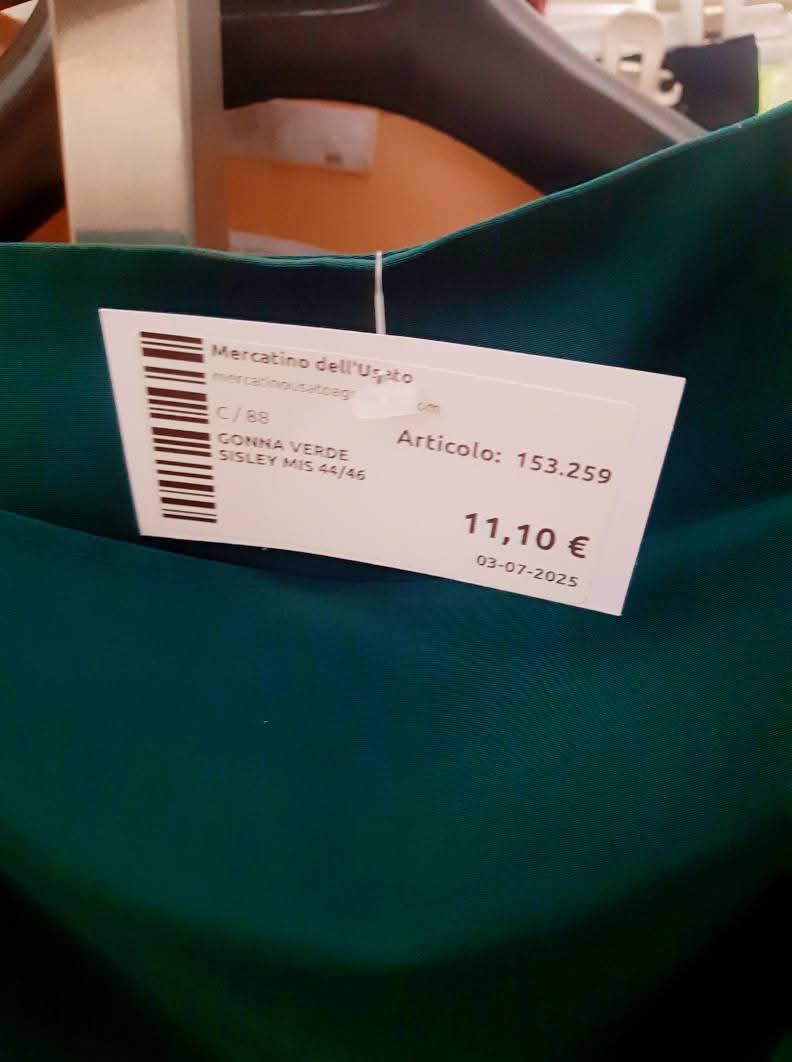 Mercatino dell'Usato
C / 88
GONNA VERDE
SISLEY MIS 44/46
Articolo: 153.259
11,10 €
03-07-2025